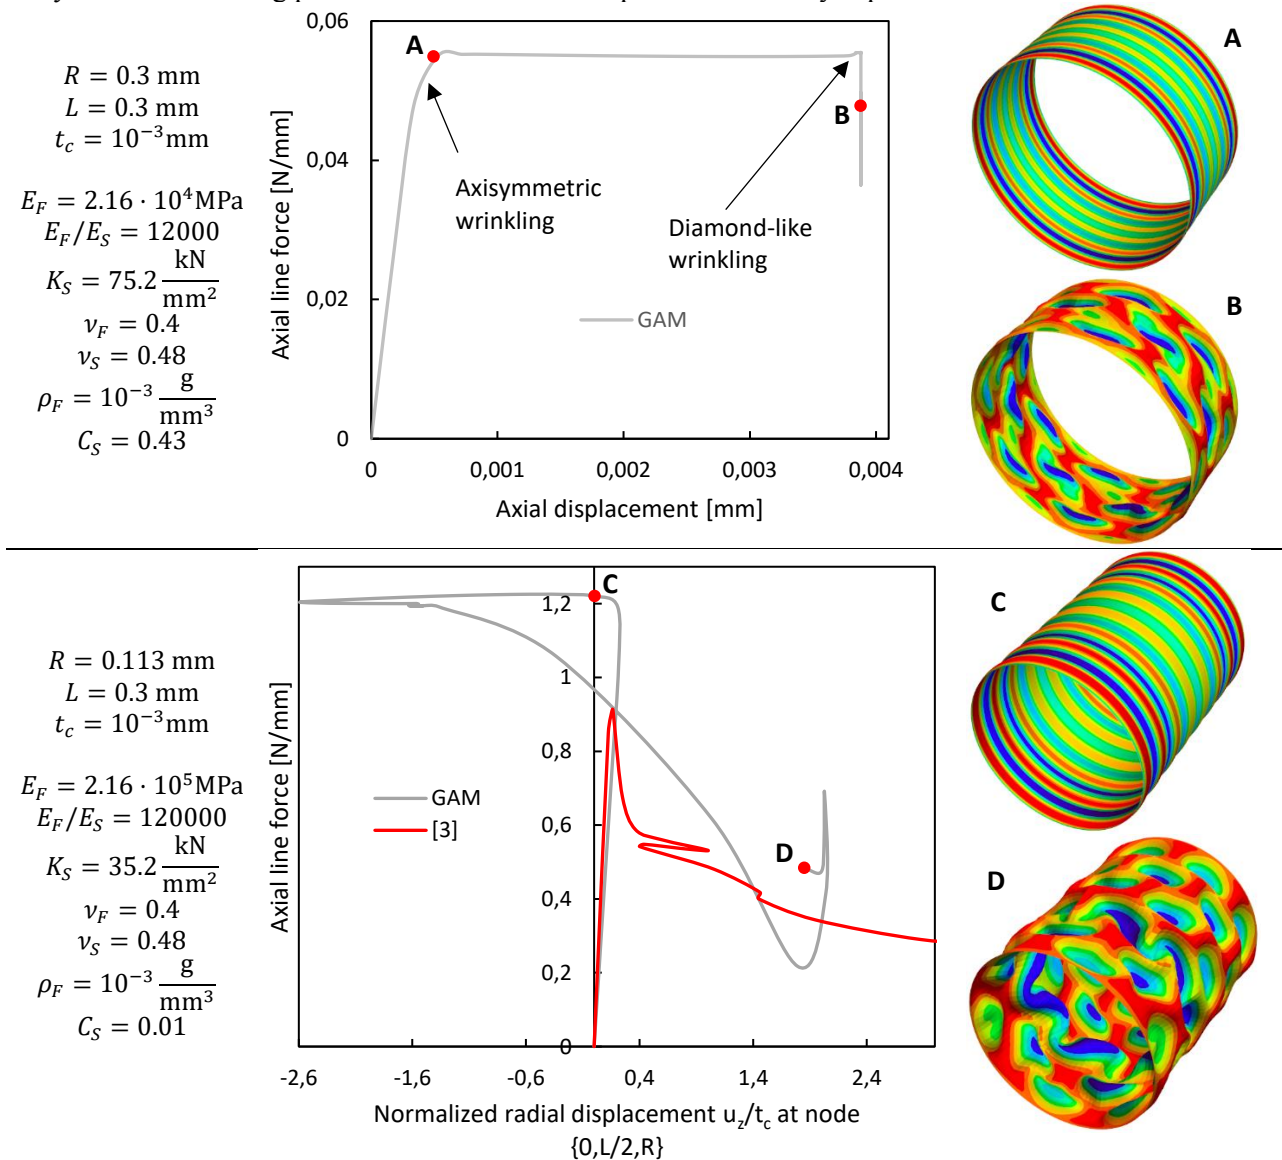 R = 0.3 mm
L = 0.3 mm
t_c = 10^{-3} mm
E_F = 2.16 · 10^4 MPa
E_F/E_S = 12000
K_S = 75.2 kN/mm^2
ν_F = 0.4
ν_S = 0.48
ρ_F = 10^{-3} g/mm^3
C_S = 0.43
Axial line force [N/mm]
0,06
0,04
0,02
0
A
B
Axisymmetric
wrinkling
Diamond-like
wrinkling
GAM
0
0,001
0,002
0,003
0,004
Axial displacement [mm]
A
B
R = 0.113 mm
L = 0.3 mm
t_c = 10^{-3} mm
E_F = 2.16 · 10^5 MPa
E_F/E_S = 120000
K_S = 35.2 kN/mm^2
ν_F = 0.4
ν_S = 0.48
ρ_F = 10^{-3} g/mm^3
C_S = 0.01
Axial line force [N/mm]
1,2
1
0,8
0,6
0,4
0,2
0
C
D
GAM
[3]
-2,6
-1,6
-0,6
0,4
1,4
2,4
Normalized radial displacement u_z/t_c at node
{0,L/2,R}
C
D